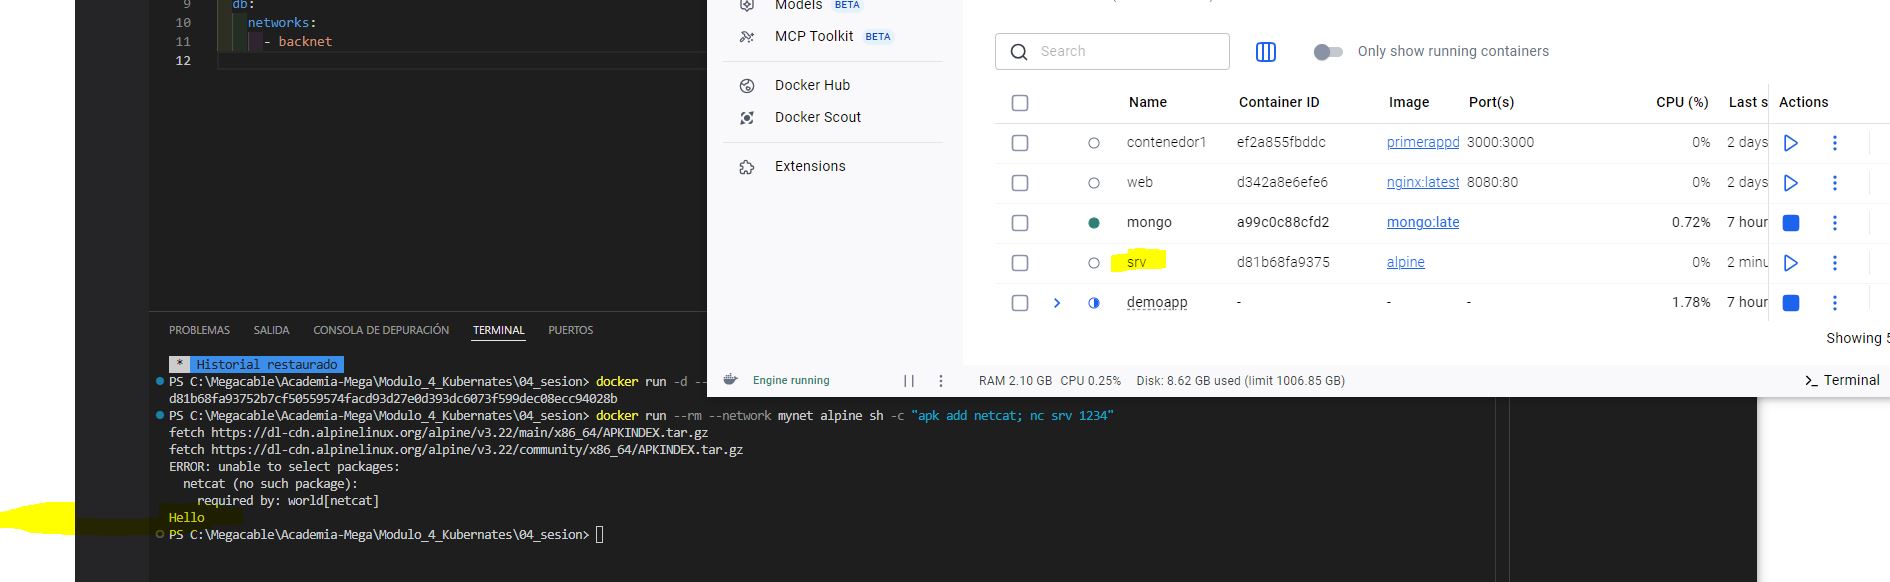 9 db:
10 networks:
11 - backnet
12
Models BETA
MCP Toolkit BETA
Docker Hub
Docker Scout
Extensions
Search
Only show running containers
Name Container ID Image Port(s) CPU (%) Last s Actions
contenedor1 ef2a855fbddc primerappd 3000:3000 0% 2 days
web d342a8e6efe6 nginx:latest 8080:80 0% 2 days
mongo a99c0c88cfd2 mongo:late 0.72% 7 hour
srv d81b68fa9375 alpine 0% 2 minu
demoapp - - - 1.78% 7 hour
Showing 5
Engine running
RAM 2.10 GB CPU 0.25% Disk: 8.62 GB used (limit 1006.85 GB)
>_ Terminal
PROBLEMAS SALIDA CONSOLA DE DEPURACIÓN TERMINAL PUERTOS
* Historial restaurado
PS C:\Megacable\Academia-Mega\Modulo_4_Kubernates\04_sesion> docker run -d --
d81b68fa93752b7cf50559574facd93d27e0d393dc6073f599dec08ecc94028b
PS C:\Megacable\Academia-Mega\Modulo_4_Kubernates\04_sesion> docker run --rm --network mynet alpine sh -c "apk add netcat; nc srv 1234"
fetch https://dl-cdn.alpinelinux.org/alpine/v3.22/main/x86_64/APKINDEX.tar.gz
fetch https://dl-cdn.alpinelinux.org/alpine/v3.22/community/x86_64/APKINDEX.tar.gz
ERROR: unable to select packages:
netcat (no such package):
required by: world[netcat]
Hello
PS C:\Megacable\Academia-Mega\Modulo_4_Kubernates\04_sesion>